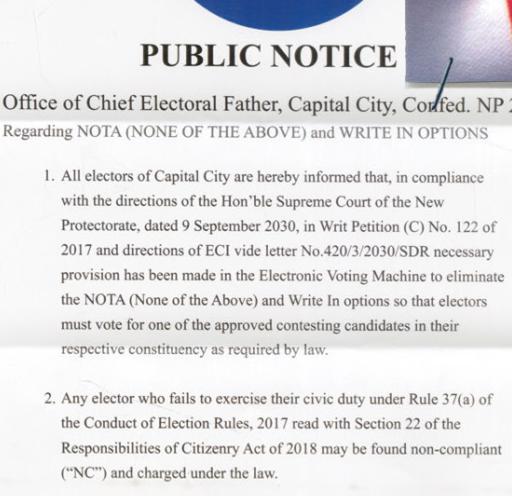 PUBLIC NOTICE
Office of Chief Electoral Father, Capital City, Confed. NP 2
Regarding NOTA (NONE OF THE ABOVE) and WRITE IN OPTIONS
1. All electors of Capital City are hereby informed that, in compliance
with the directions of the Hon'ble Supreme Court of the New
Protectorate, dated 9 September 2030, in Writ Petition (C) No. 122 of
2017 and directions of ECI vide letter No.420/3/2030/SDR necessary
provision has been made in the Electronic Voting Machine to eliminate
the NOTA (None of the Above) and Write In options so that electors
must vote for one of the approved contesting candidates in their
respective constituency as required by law.
2. Any elector who fails to exercise their civic duty under Rule 37(a) of
the Conduct of Election Rules, 2017 read with Section 22 of the
Responsibilities of Citizenry Act of 2018 may be found non-compliant
("NC") and charged under the law.